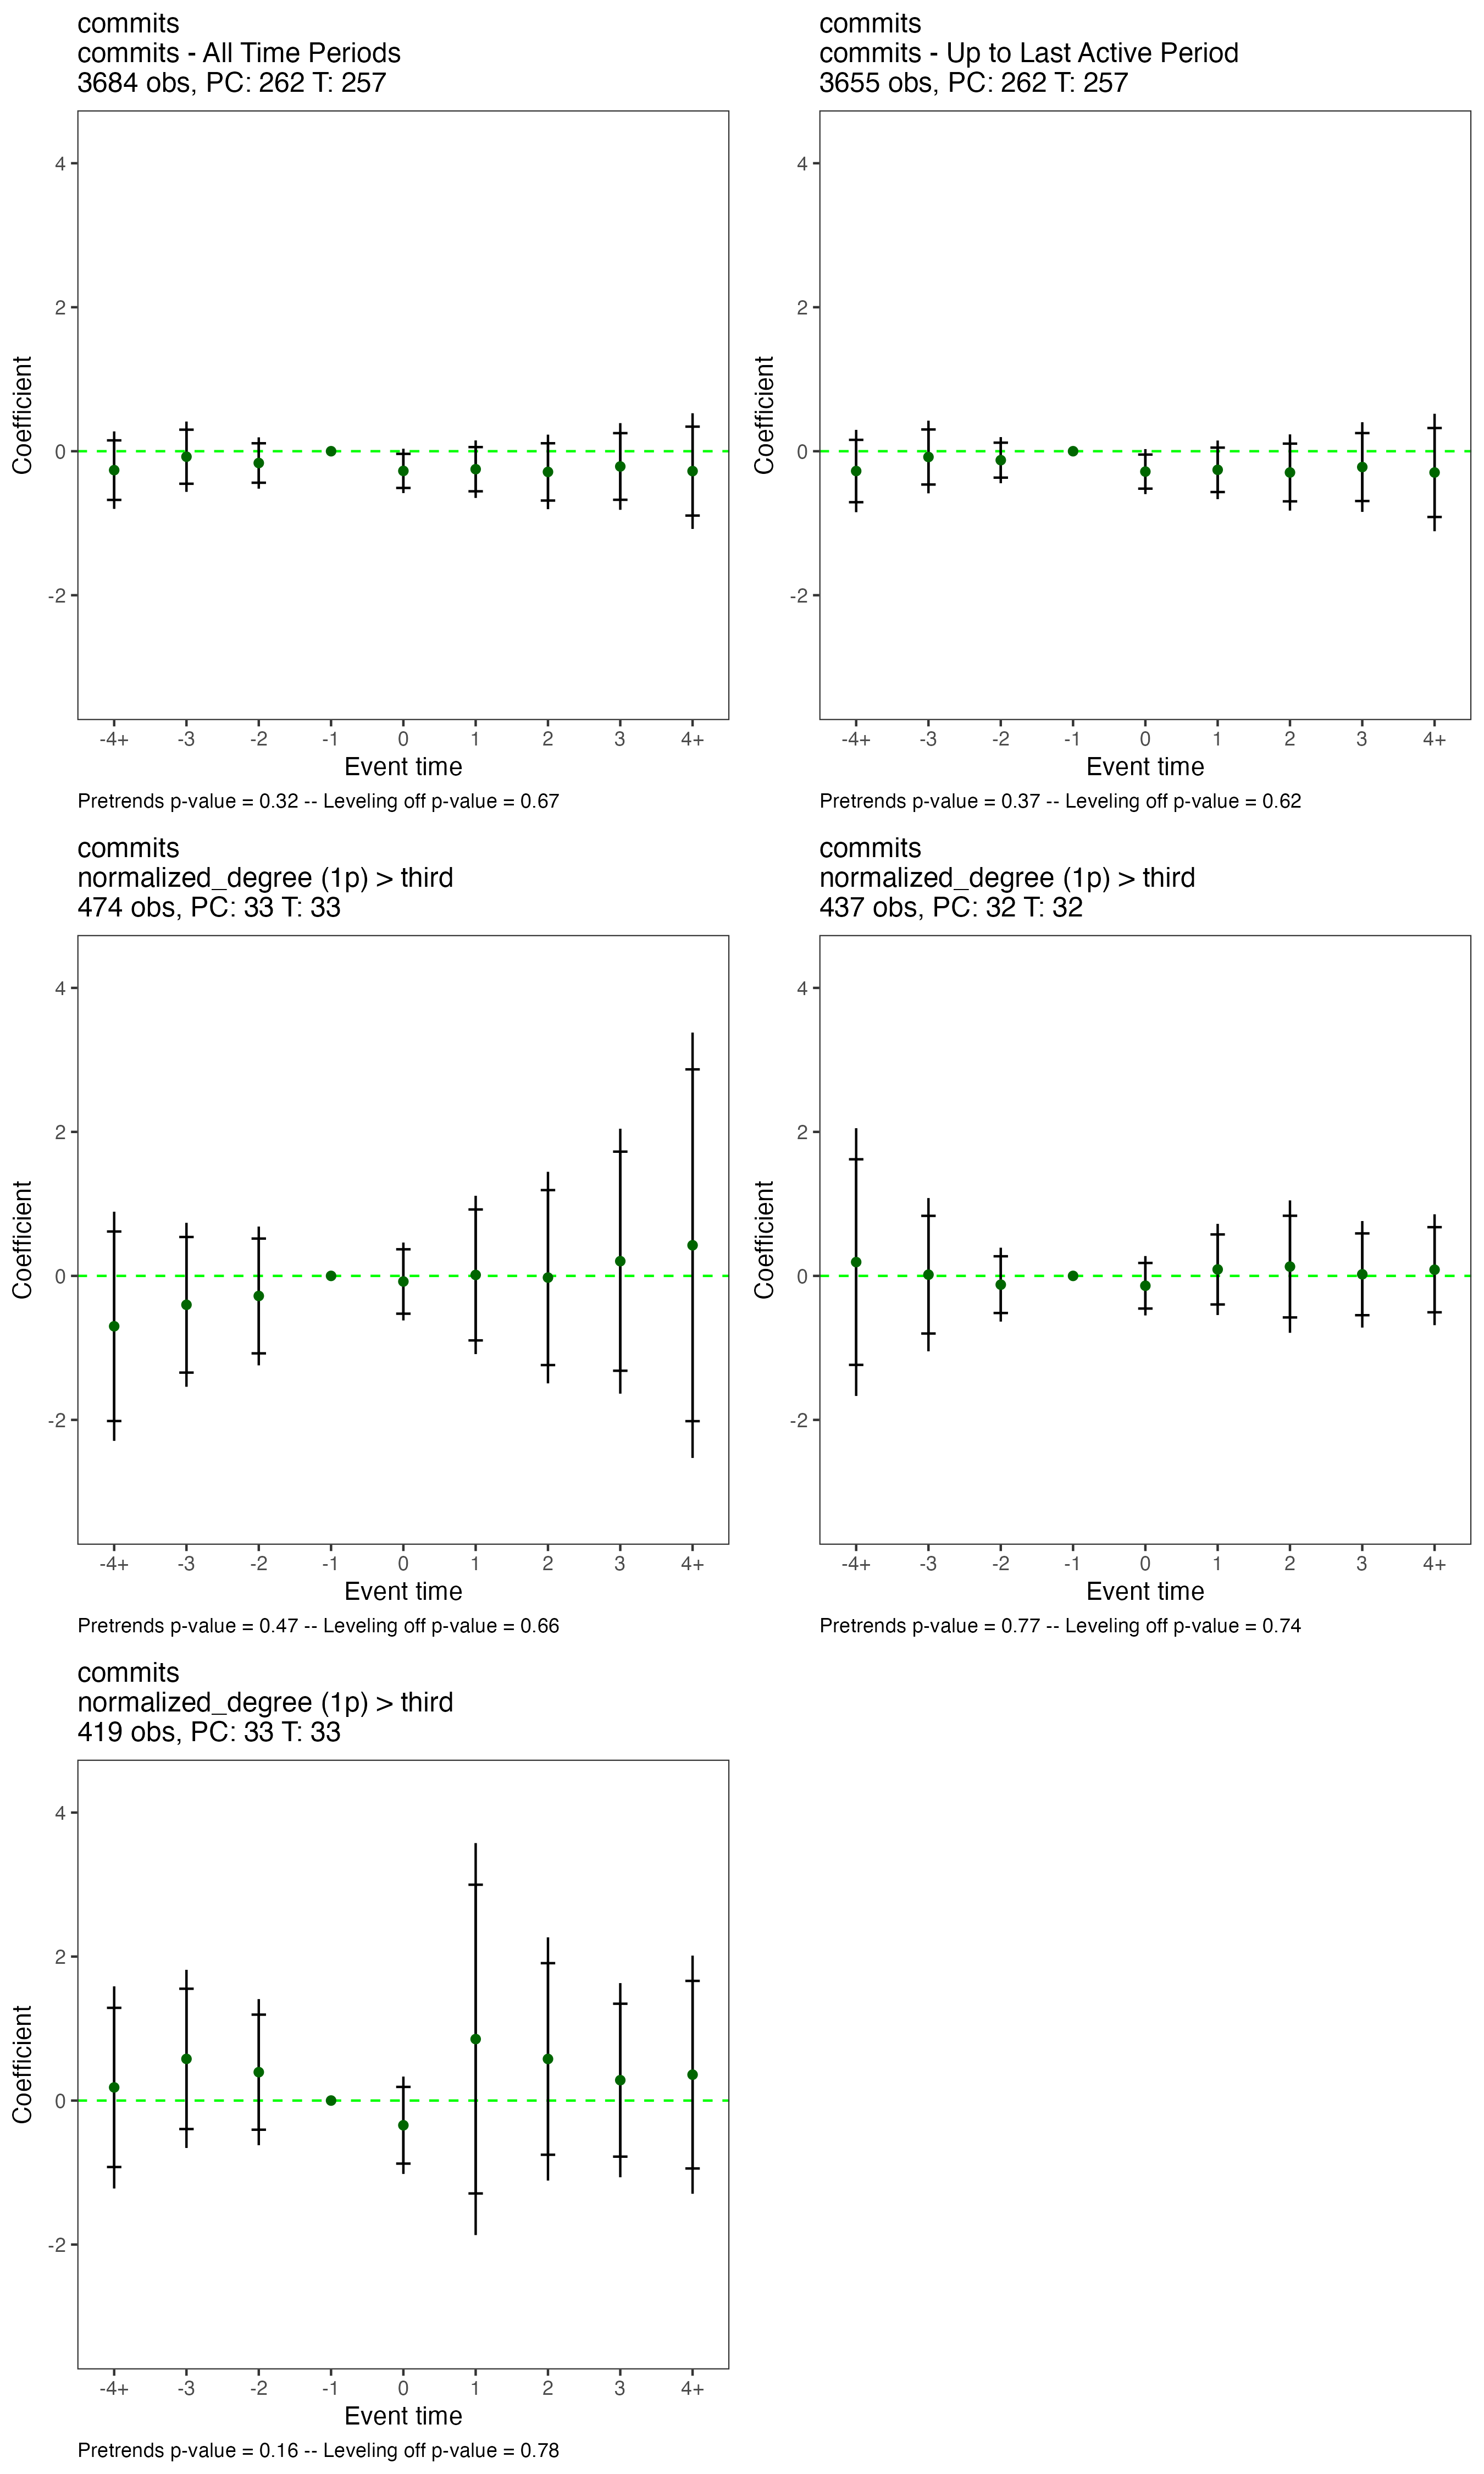 commits
commits - All Time Periods
3684 obs, PC: 262 T: 257
Coefficient
4
2
0
-2
-4+ -3 -2 -1 0 1 2 3 4+
Event time
Pretrends p-value = 0.32 -- Leveling off p-value = 0.67
commits
commits - Up to Last Active Period
3655 obs, PC: 262 T: 257
Coefficient
4
2
0
-2
-4+ -3 -2 -1 0 1 2 3 4+
Event time
Pretrends p-value = 0.37 -- Leveling off p-value = 0.62
commits
normalized_degree (1p) > third
474 obs, PC: 33 T: 33
Coefficient
4
2
0
-2
-4+ -3 -2 -1 0 1 2 3 4+
Event time
Pretrends p-value = 0.47 -- Leveling off p-value = 0.66
commits
normalized_degree (1p) > third
437 obs, PC: 32 T: 32
Coefficient
4
2
0
-2
-4+ -3 -2 -1 0 1 2 3 4+
Event time
Pretrends p-value = 0.77 -- Leveling off p-value = 0.74
commits
normalized_degree (1p) > third
419 obs, PC: 33 T: 33
Coefficient
4
2
0
-2
-4+ -3 -2 -1 0 1 2 3 4+
Event time
Pretrends p-value = 0.16 -- Leveling off p-value = 0.78